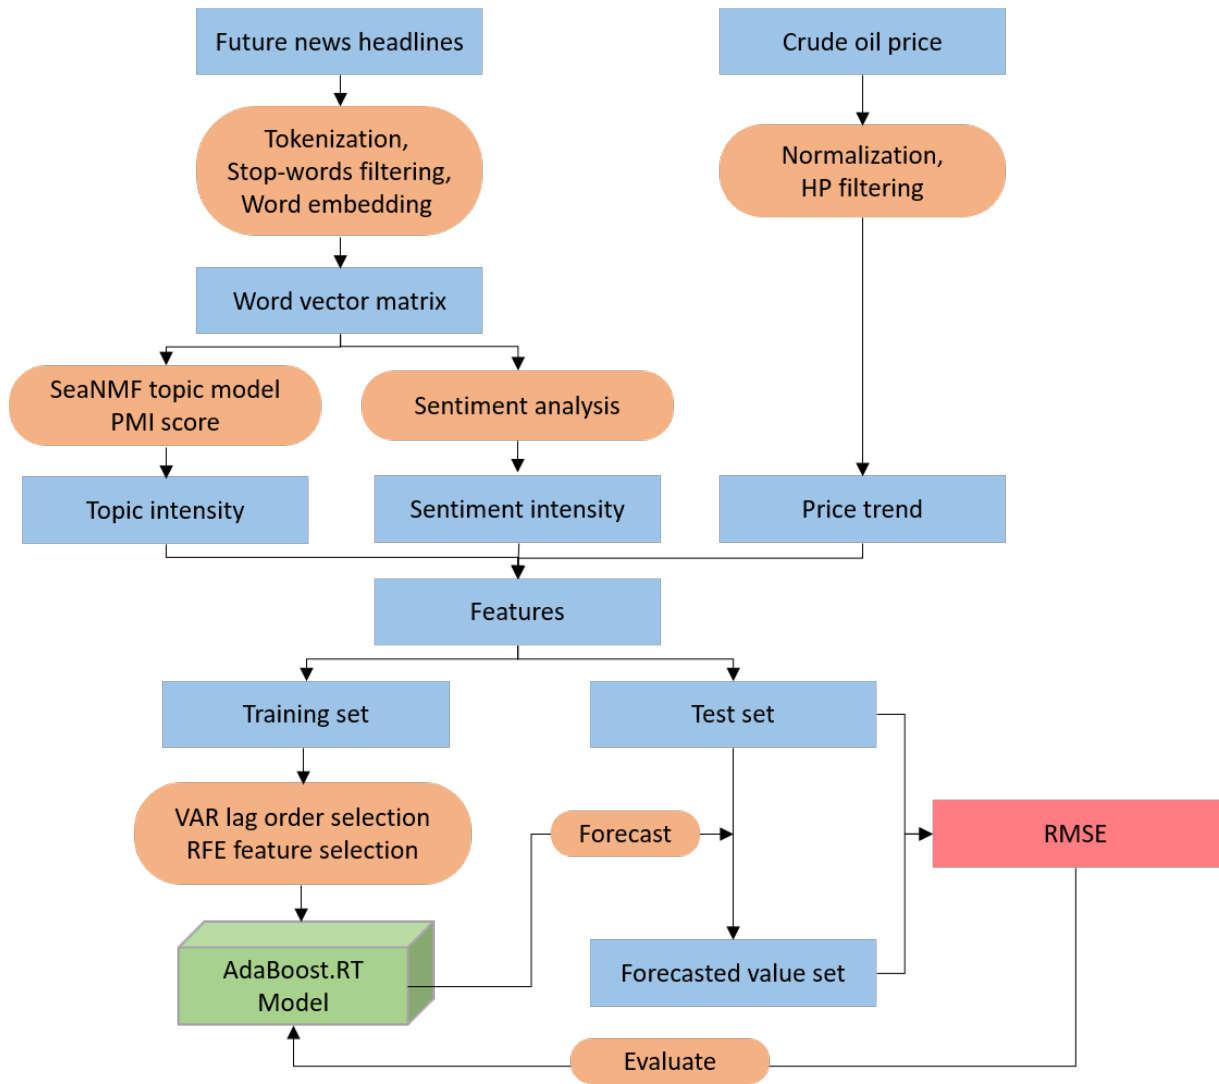 Future news headlines
Crude oil price
Tokenization,
Stop-words filtering,
Word embedding
Normalization,
HP filtering
Word vector matrix
SeaNMF topic model
PMI score
Sentiment analysis
Topic intensity
Sentiment intensity
Price trend
Features
Training set
Test set
VAR lag order selection
RFE feature selection
Forecast
RMSE
AdaBoost.RT
Model
Forecasted value set
Evaluate